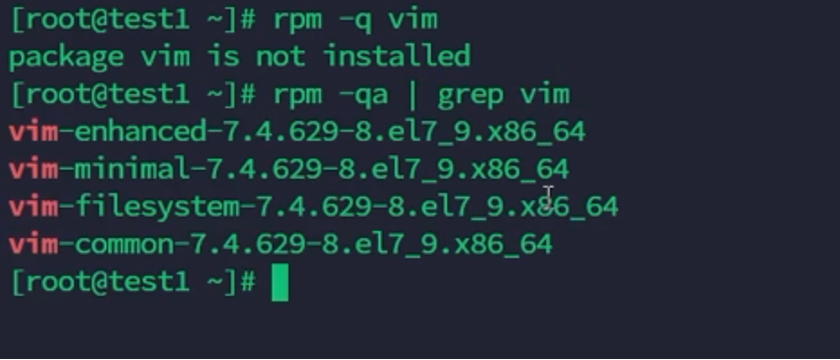 [root@test1 ~]# rpm -q vim
package vim is not installed
[root@test1 ~]# rpm -qa | grep vim
vim-enhanced-7.4.629-8.el7_9.x86_64
vim-minimal-7.4.629-8.el7_9.x86_64
vim-filesystem-7.4.629-8.el7_9.x86_64
vim-common-7.4.629-8.el7_9.x86_64
[root@test1 ~]#